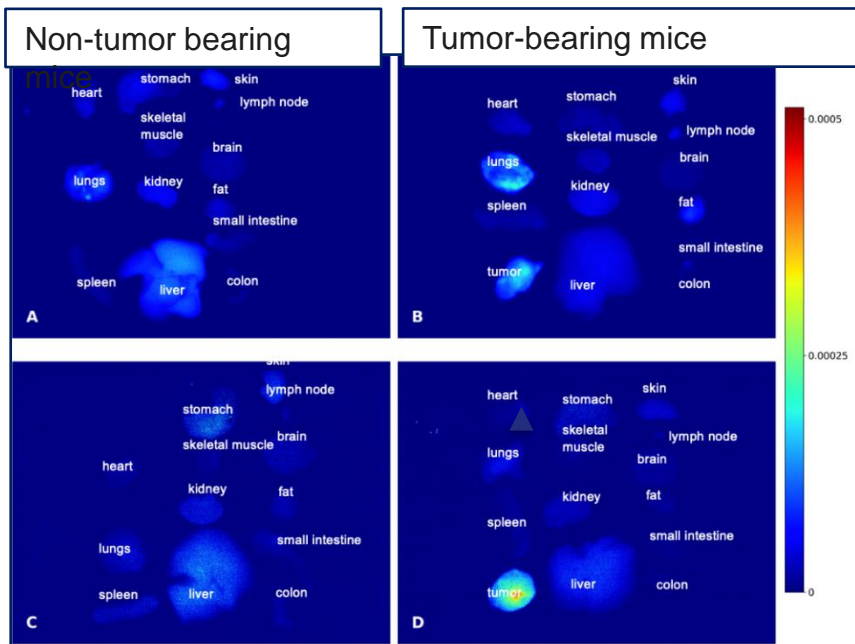 Non-tumor bearing
mice
Tumor-bearing mice
heart
stomach
skin
lymph node
skeletal
muscle
brain
lungs
kidney
fat
small intestine
spleen
liver
colon
A
heart
stomach
skin
skeletal muscle
lymph node
lungs
brain
kidney
spleen
fat
small intestine
tumor
liver
colon
B
skin
lymph node
stomach
skeletal muscle
brain
heart
kidney
fat
lungs
small intestine
spleen
liver
colon
C
heart
stomach
skin
skeletal
muscle
lymph node
lungs
brain
kidney
fat
spleen
small intestine
tumor
liver
colon
D
0.0005
0.00025
0